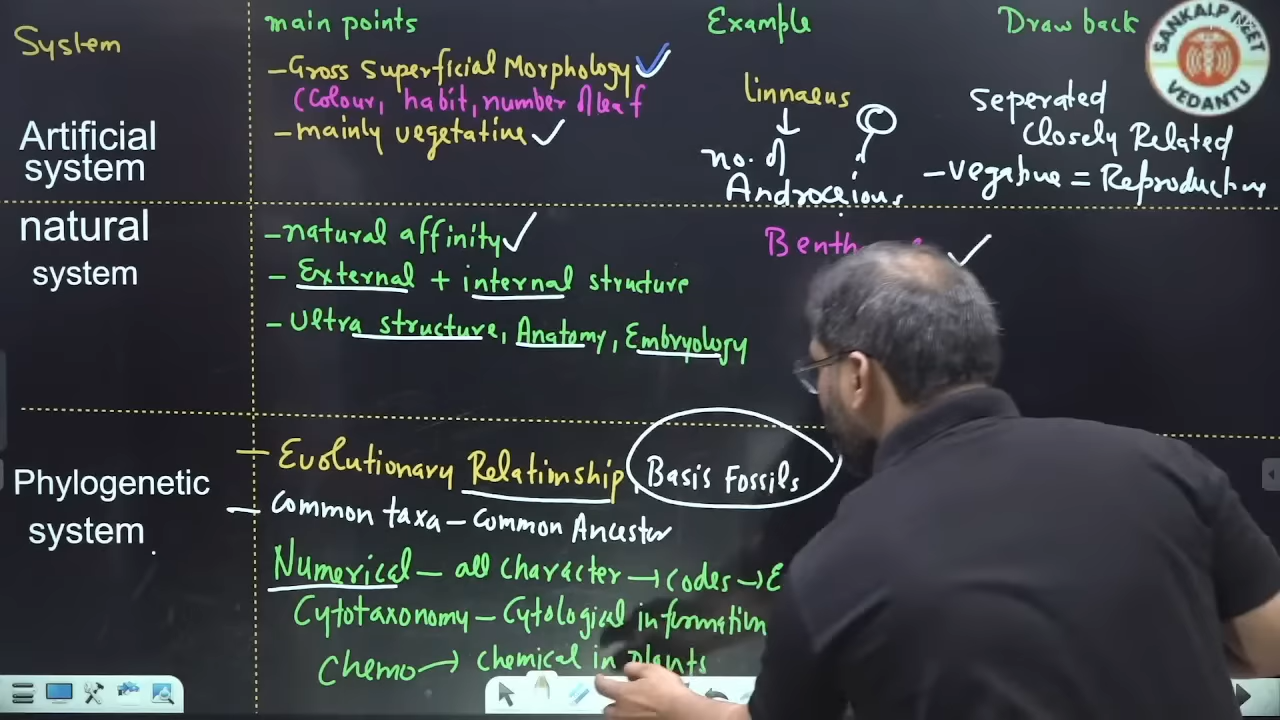 System
main points
Example
Draw back
SANKALP NEET
VEDANTU
-Gross superficial Morphology
(Colour, habit, number of leaf
-mainly vegetative
Linnaeus
no. of
Androceious
Seperated
Closely Related
-vegative = Reproductive
Artificial
system
natural
system
-natural affinity
- External + internal structure
- Ultra structure, Anatomy, Embryology
Phylogenetic
system
- Evolutionary Relationship, Basis Fossils
- Common taxa - Common Ancestor
Numerical - all character → codes → E
Cytotaxonomy - Cytological information
Chemo → chemical in plants